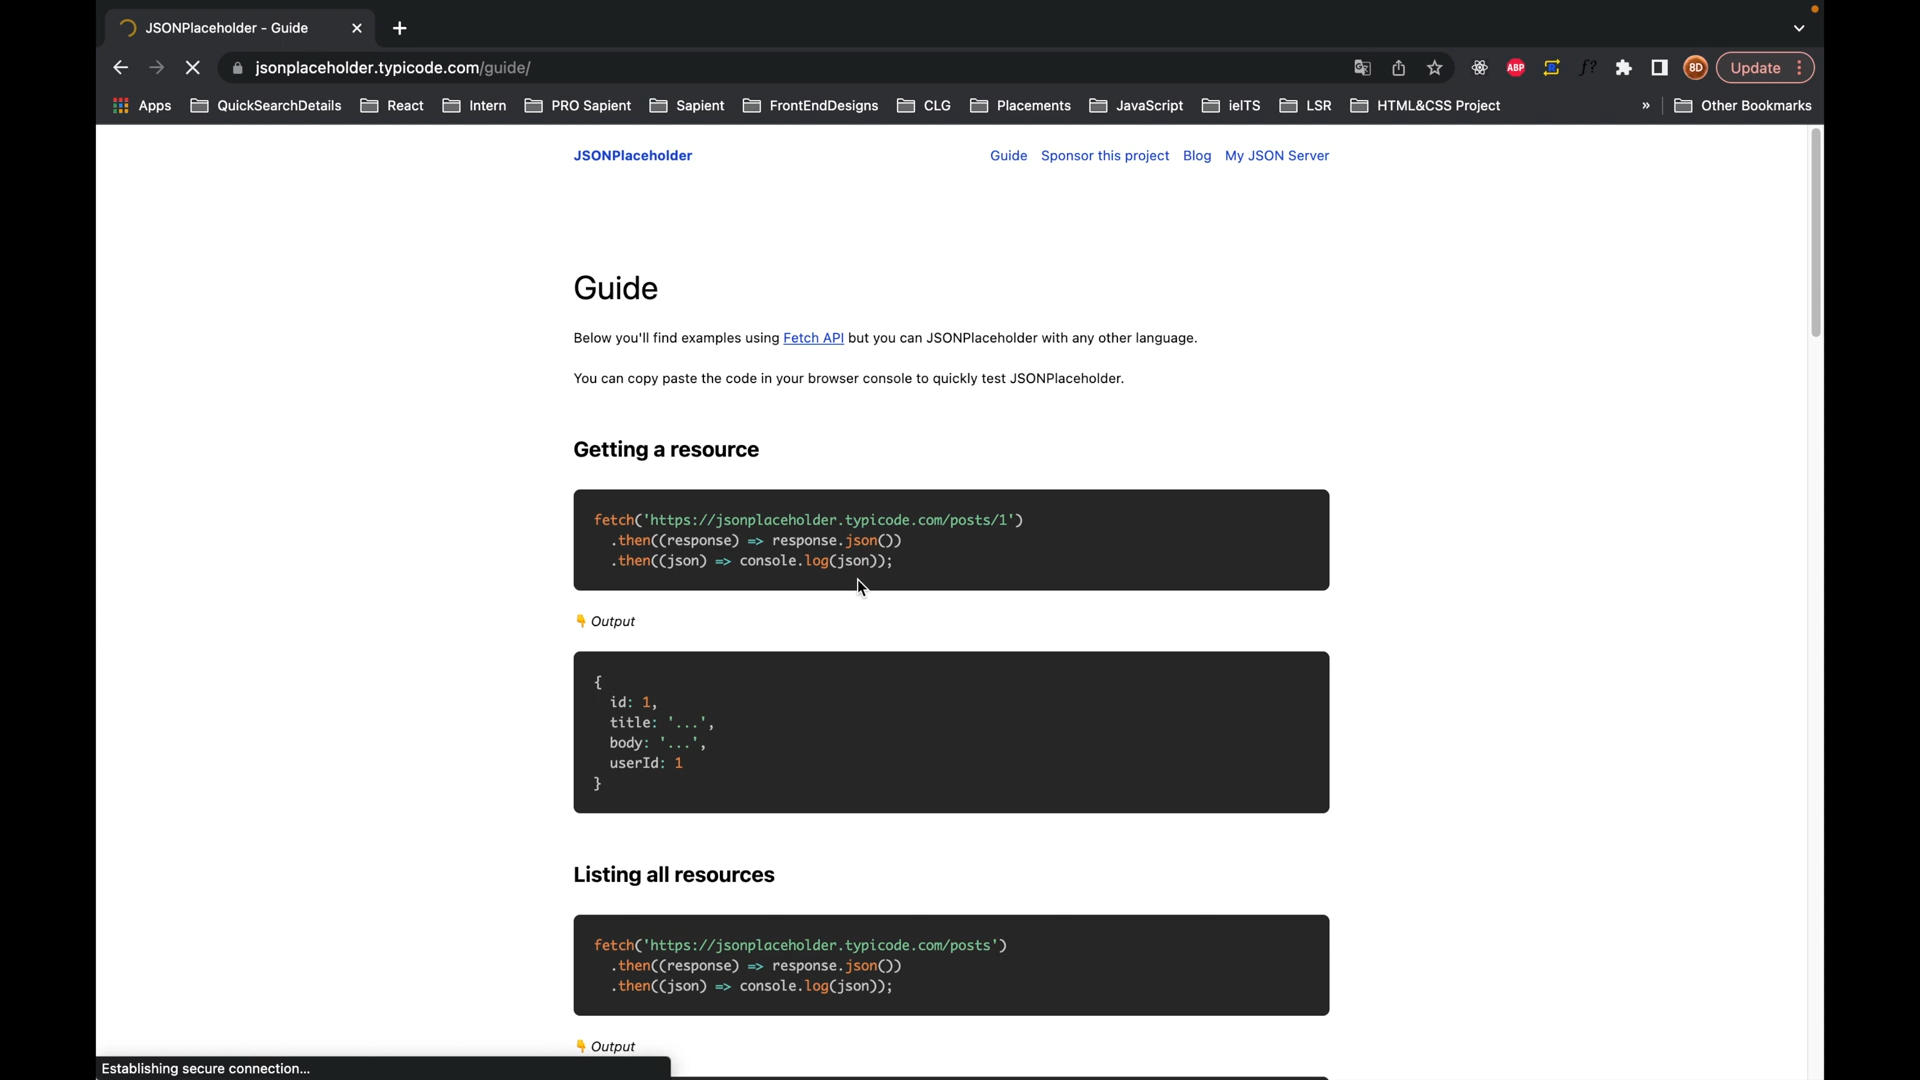 JSONPlaceholder - Guide
jsonplaceholder.typicode.com/guide/
ABP
f?
8D
Update
Apps
QuickSearchDetails
React
Intern
PRO Sapient
Sapient
FrontEndDesigns
CLG
Placements
JavaScript
ielTS
LSR
HTML&CSS Project
»
Other Bookmarks
JSONPlaceholder
Guide
Sponsor this project
Blog
My JSON Server
Guide
Below you'll find examples using Fetch API but you can JSONPlaceholder with any other language.
You can copy paste the code in your browser console to quickly test JSONPlaceholder.
Getting a resource
fetch('https://jsonplaceholder.typicode.com/posts/1')
.then((response) => response.json())
.then((json) => console.log(json));
👇 Output
{
id: 1,
title: '...',
body: '...',
userId: 1
}
Listing all resources
fetch('https://jsonplaceholder.typicode.com/posts')
.then((response) => response.json())
.then((json) => console.log(json));
👇 Output
Establishing secure connection...